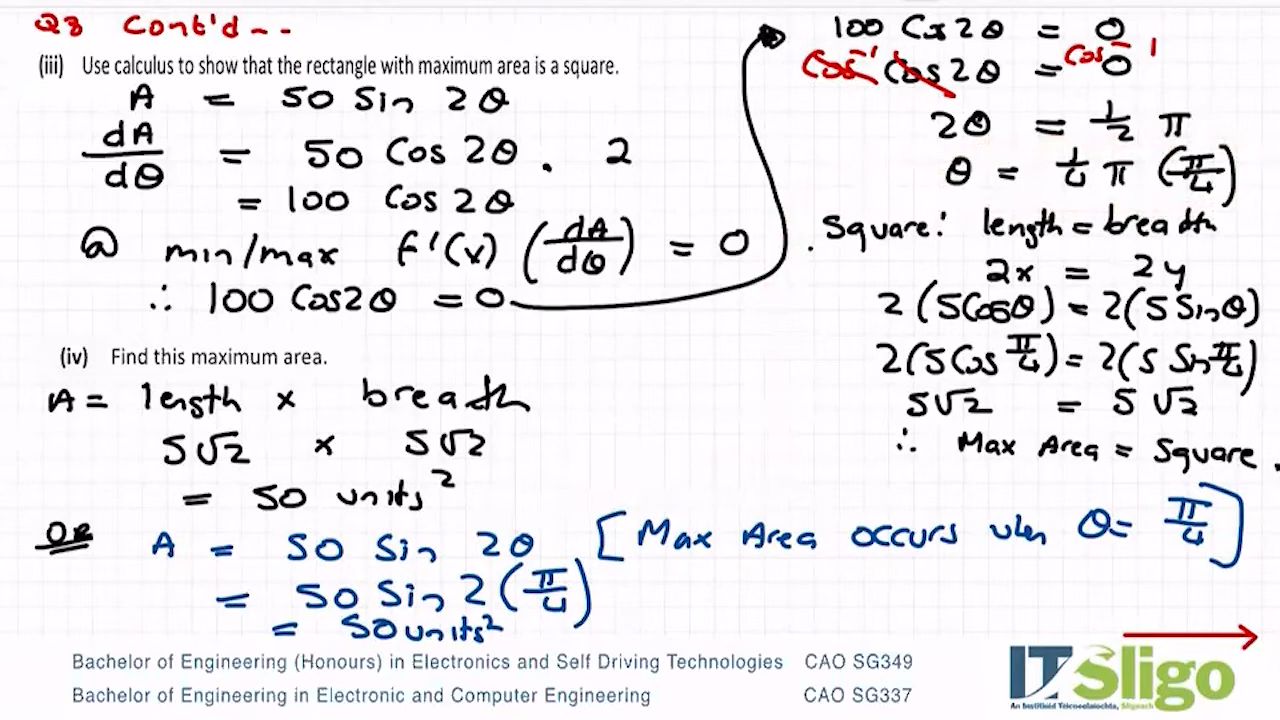 Q8 Cont'd - -
(iii) Use calculus to show that the rectangle with maximum area is a square.
A = 50 Sin 2θ
dA/dθ = 50 Cos 2θ . 2
= 100 Cos 2θ
@ min/max f'(x) (dA/dθ) = 0
∴ 100 Cos2θ = 0
(iv) Find this maximum area.
A = length x breadth
5√2 x 5√2
= 50 units²
OR A = 50 Sin 2θ [Max Area occurs when θ= π/4]
= 50 Sin 2(π/4)
= 50 units²
100 Cos 2θ = 0
Cos⁻¹ Cos 2θ = Cos⁻¹ 0
2θ = 1/2 π
θ = 1/4 π (π/4)
. Square: length = breadth
2x = 2y
2(5Cosθ) = 2(5Sinθ)
2(5Cos π/4) = 2(5 Sin π/4)
5√2 = 5√2
∴ Max Area = Square.
Bachelor of Engineering (Honours) in Electronics and Self Driving Technologies CAO SG349
Bachelor of Engineering in Electronic and Computer Engineering CAO SG337
IT Sligo
An Institiúid Teicneolaíochta, Sligeach